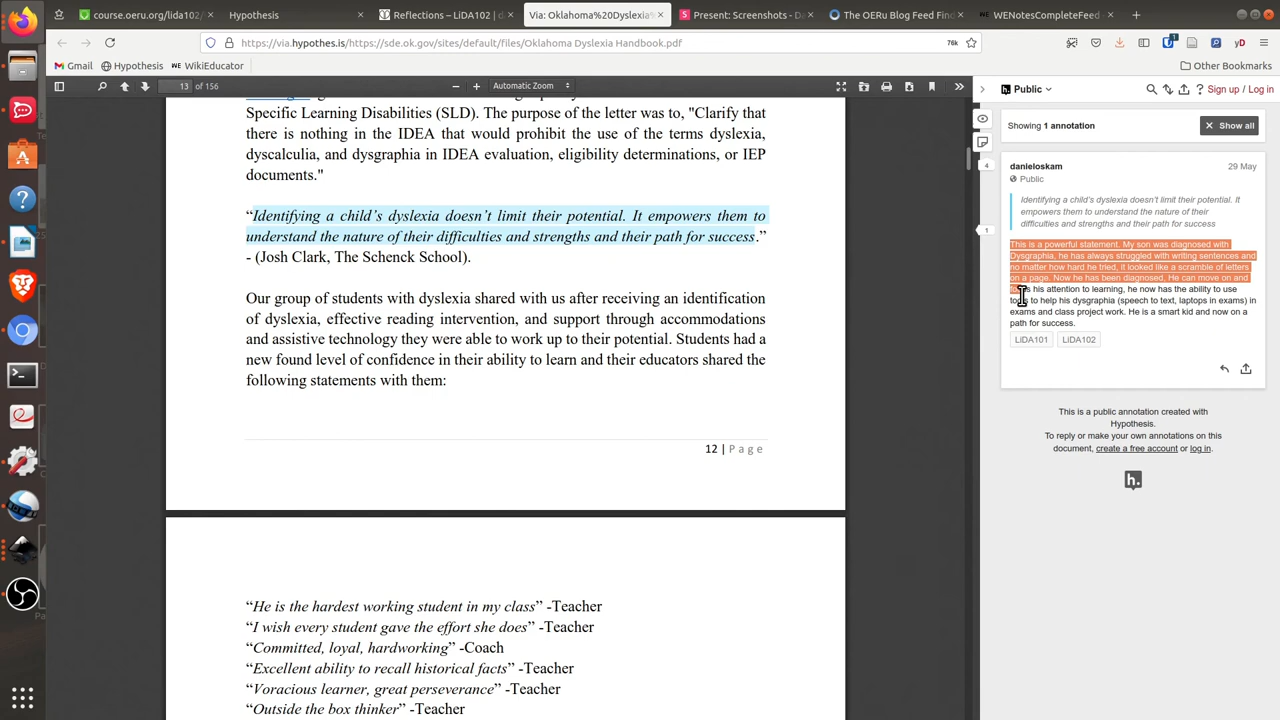 course.oeru.org/lida102/
Hypothesis
Reflections – LiDA102 | d
Via: Oklahoma%20Dyslexia
Present: Screenshots - Da
The OERu Blog Feed Find
WENotesCompleteFeed
https://via.hypothes.is/https://sde.ok.gov/sites/default/files/Oklahoma Dyslexia Handbook.pdf
76k
Gmail
Hypothesis
WikiEducator
Other Bookmarks
13 of 156
Automatic Zoom
Public
Sign up / Log in
Specific Learning Disabilities (SLD). The purpose of the letter was to, "Clarify that
there is nothing in the IDEA that would prohibit the use of the terms dyslexia,
dyscalculia, and dysgraphia in IDEA evaluation, eligibility determinations, or IEP
documents."
“Identifying a child’s dyslexia doesn’t limit their potential. It empowers them to
understand the nature of their difficulties and strengths and their path for success.”
- (Josh Clark, The Schenck School).
Our group of students with dyslexia shared with us after receiving an identification
of dyslexia, effective reading intervention, and support through accommodations
and assistive technology they were able to work up to their potential. Students had a
new found level of confidence in their ability to learn and their educators shared the
following statements with them:
12 | Page
“He is the hardest working student in my class” -Teacher
“I wish every student gave the effort she does” -Teacher
“Committed, loyal, hardworking” -Coach
“Excellent ability to recall historical facts” -Teacher
“Voracious learner, great perseverance” -Teacher
“Outside the box thinker” -Teacher
4
1
Showing 1 annotation
Show all
danieloskam
29 May
Public
Identifying a child’s dyslexia doesn’t limit their potential. It
empowers them to understand the nature of their
difficulties and strengths and their path for success
This is a powerful statement. My son was diagnosed with
Dysgraphia, he has always struggled with writing sentences and
no matter how hard he tried, it looked like a scramble of letters
on a page. Now he has been diagnosed. He can move on and
his attention to learning, he now has the ability to use
to help his dysgraphia (speech to text, laptops in exams) in
exams and class project work. He is a smart kid and now on a
path for success.
LiDA101
LiDA102
This is a public annotation created with
Hypothesis.
To reply or make your own annotations on this
document, create a free account or log in.
h.